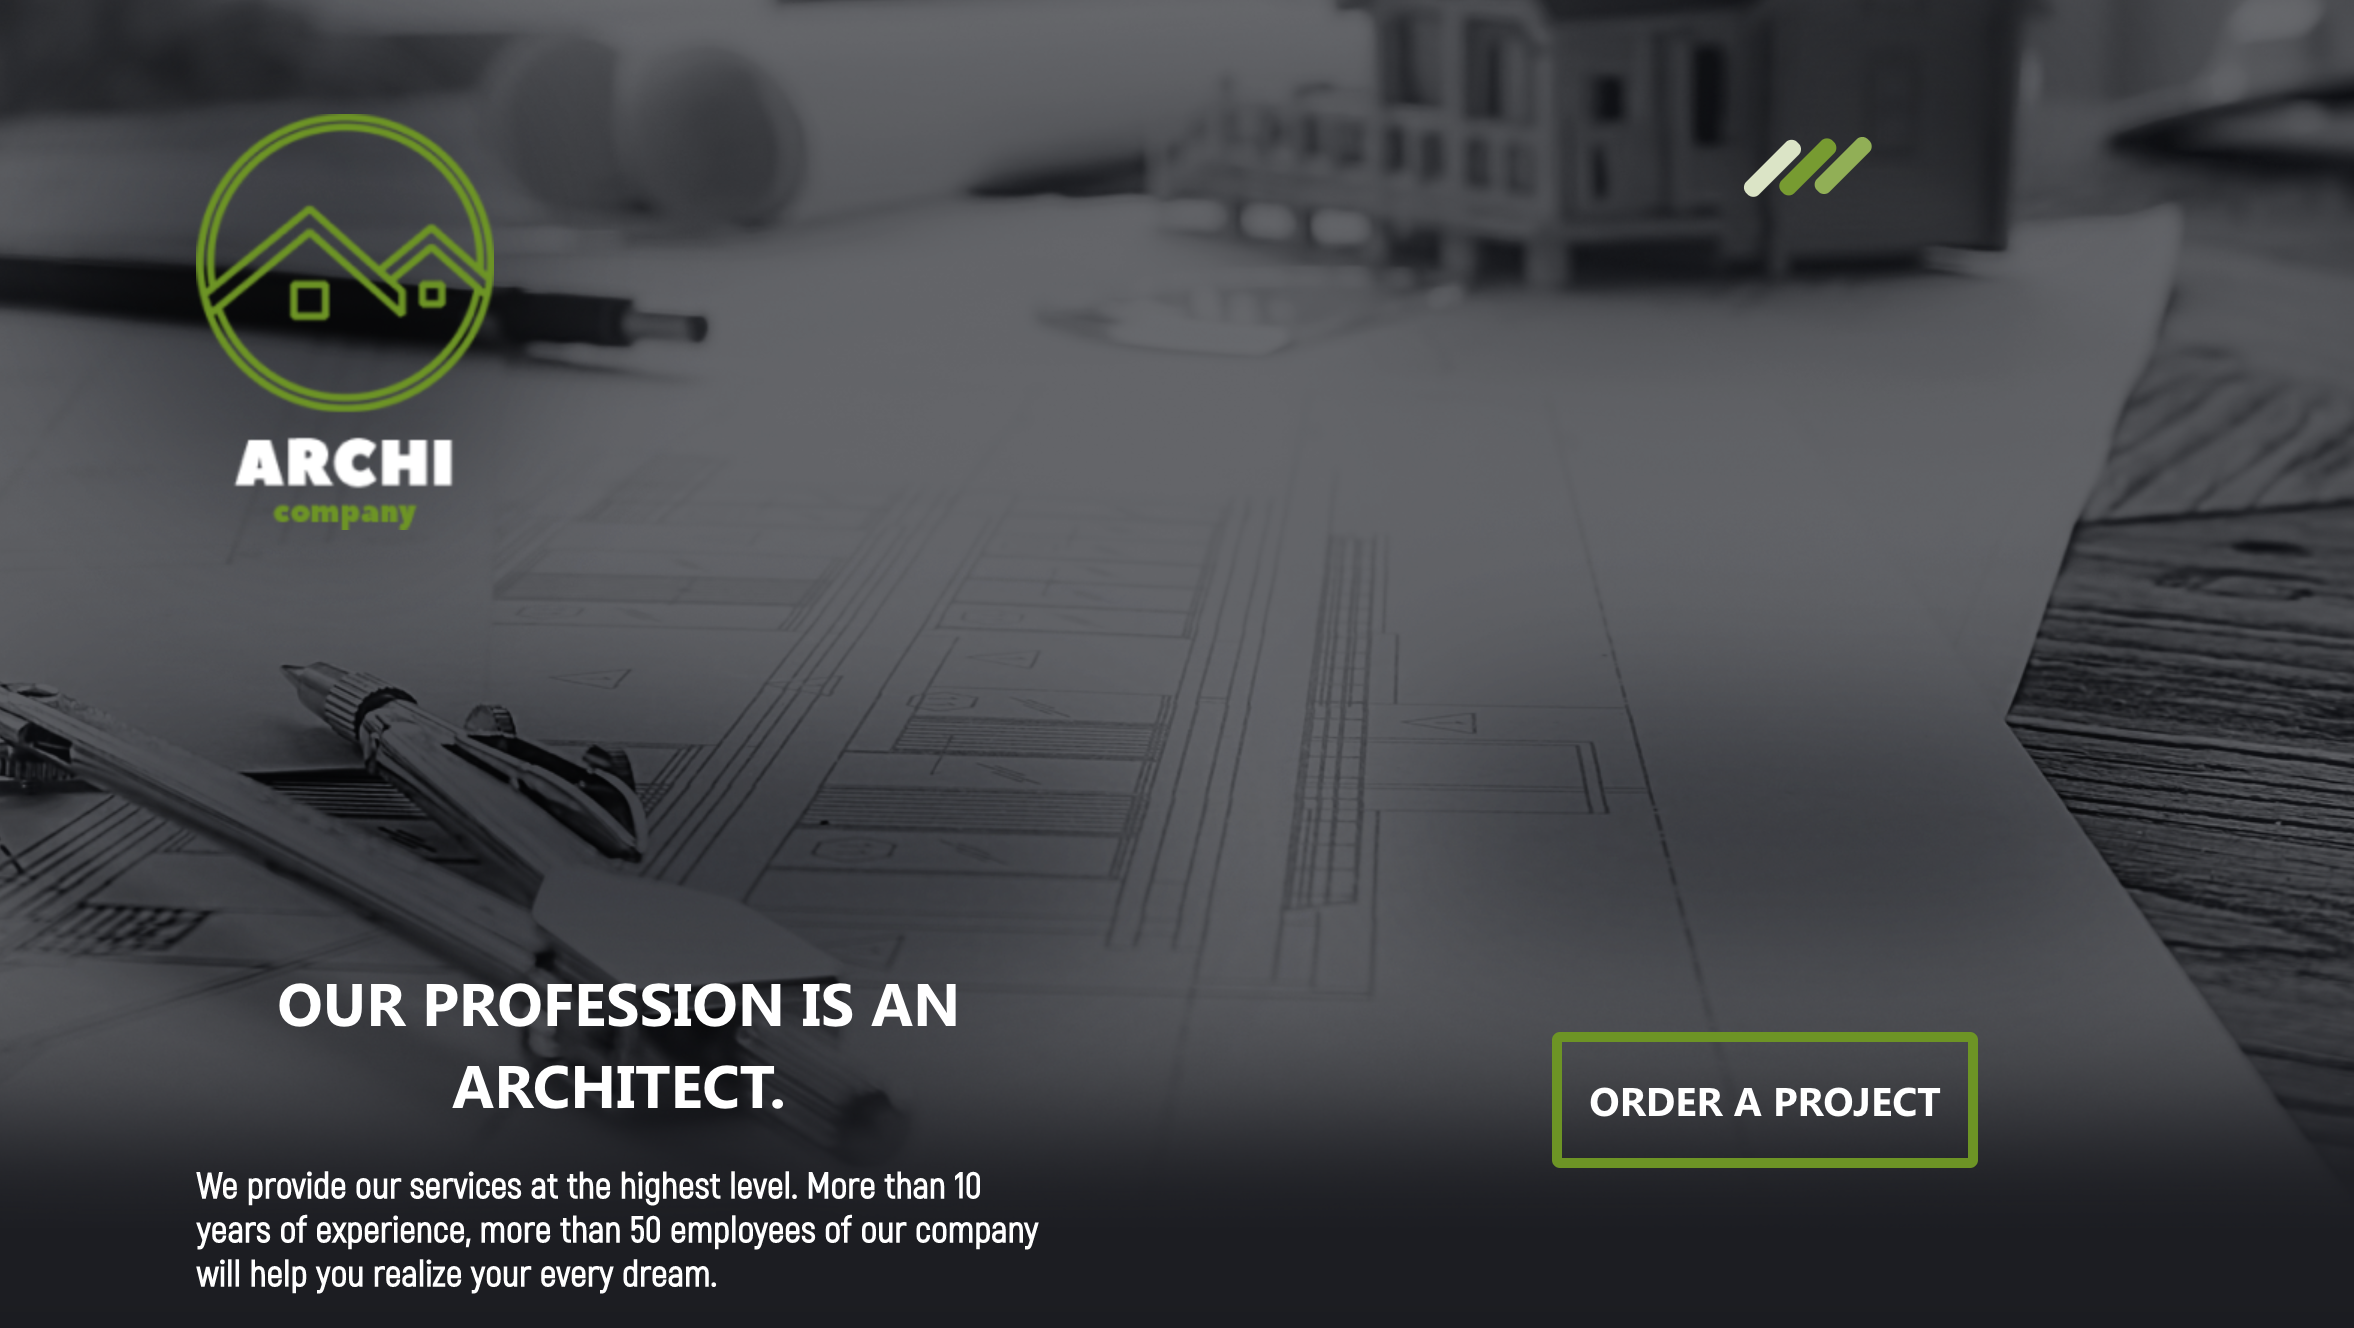 ARCHI
company
OUR PROFESSION IS AN
ARCHITECT.
ORDER A PROJECT
We provide our services at the highest level. More than 10
years of experience, more than 50 employees of our company
will help you realize your every dream.